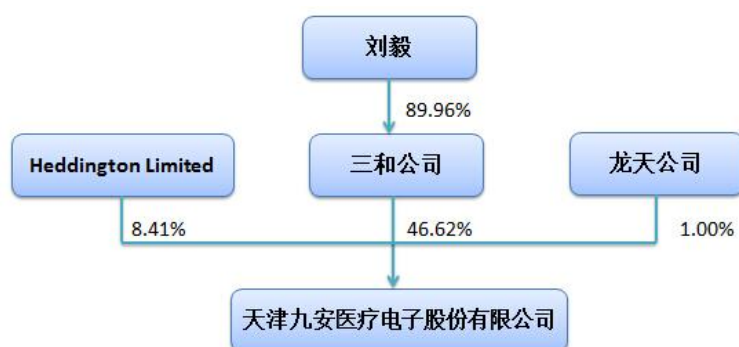 刘毅
89.96%
Heddington Limited
三和公司
龙天公司
8.41%
46.62%
1.00%
天津九安医疗电子股份有限公司